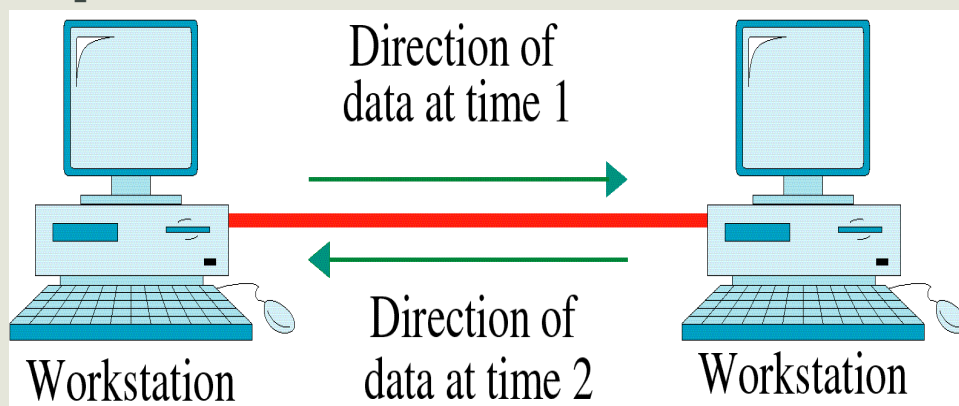 Direction of
data at time 1
Direction of
data at time 2
Workstation
Workstation